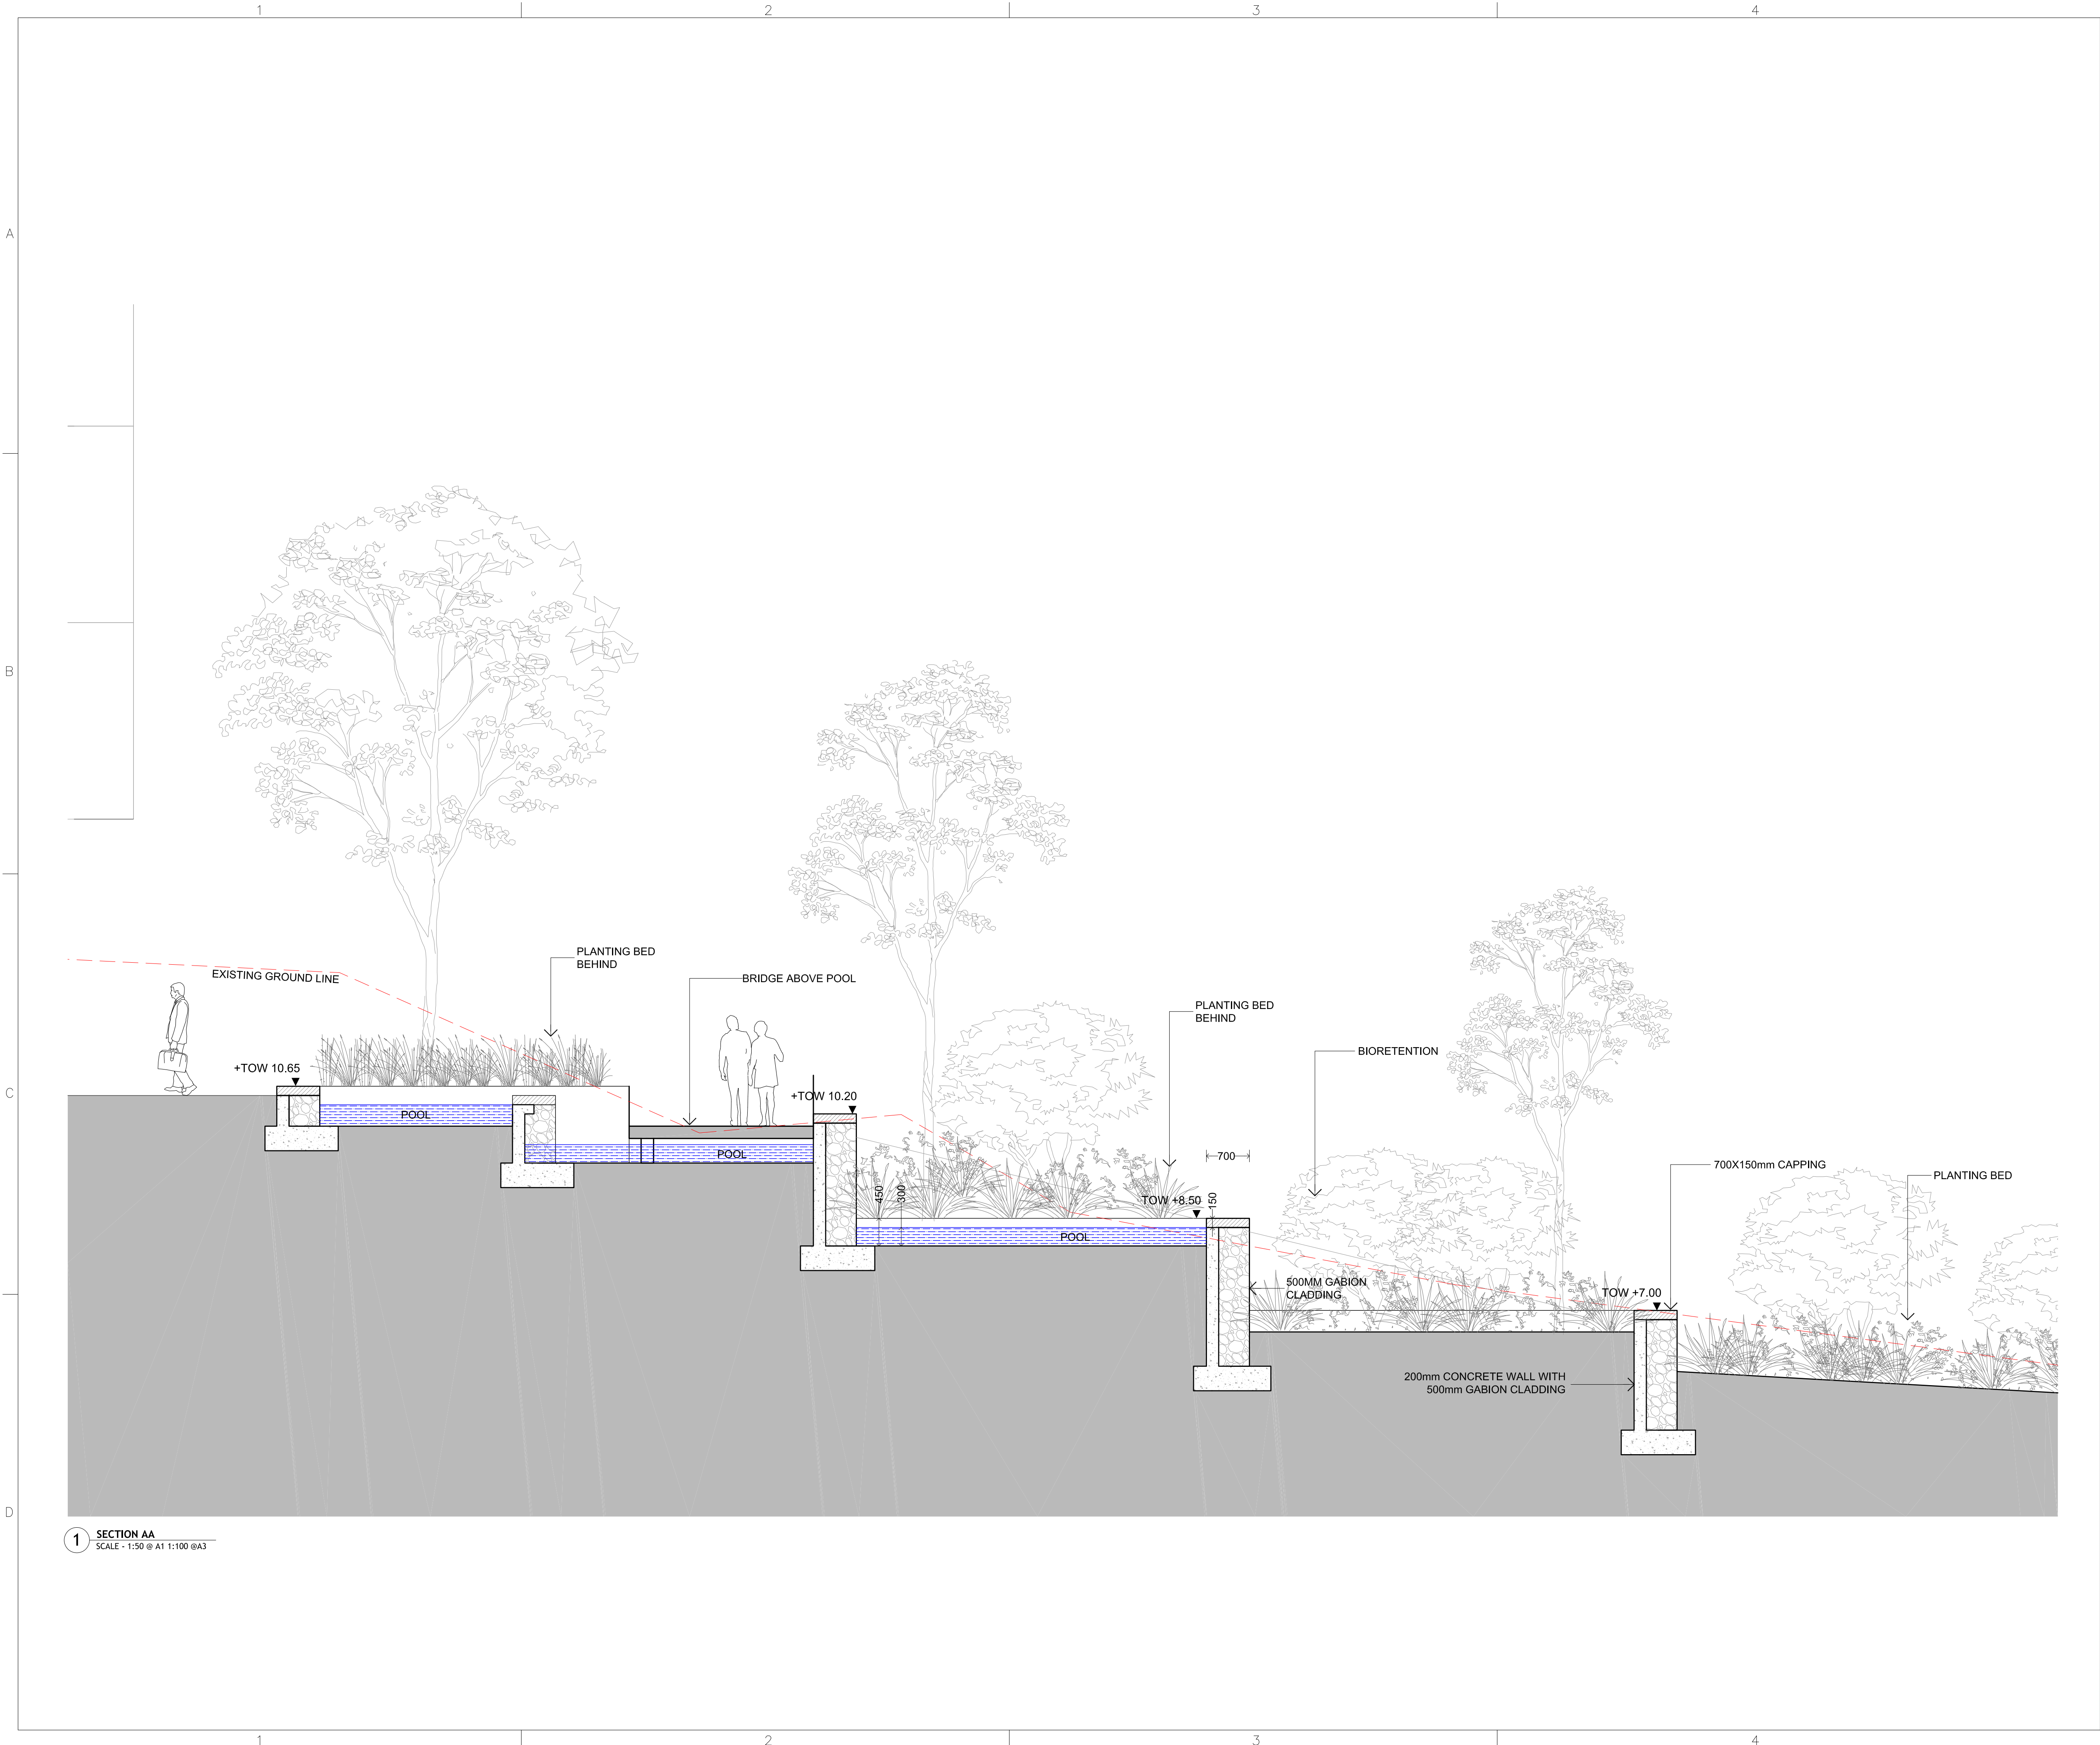 1
2
3
4
A
B
C
D
EXISTING GROUND LINE
PLANTING BED
BEHIND
BRIDGE ABOVE POOL
PLANTING BED
BEHIND
BIORETENTION
+TOW 10.65
+TOW 10.20
POOL
POOL
700
700X150mm CAPPING
PLANTING BED
450
300
TOW +8.50
150
POOL
500MM GABION
CLADDING
TOW +7.00
200mm CONCRETE WALL WITH
500mm GABION CLADDING
1
SECTION AA
SCALE - 1:50 @ A1 1:100 @A3
1
2
3
4